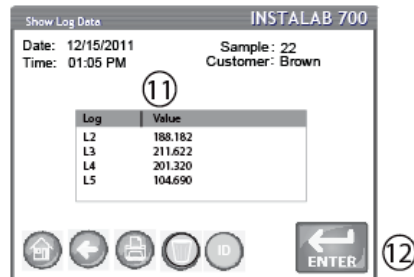 Show Log Data INSTALAB 700
Date: 12/15/2011 Sample: 22
Time: 01:05 PM Customer: Brown
11
Log Value
L2 188.182
L3 211.622
L4 201.320
L5 104.690
ID
ENTER
12